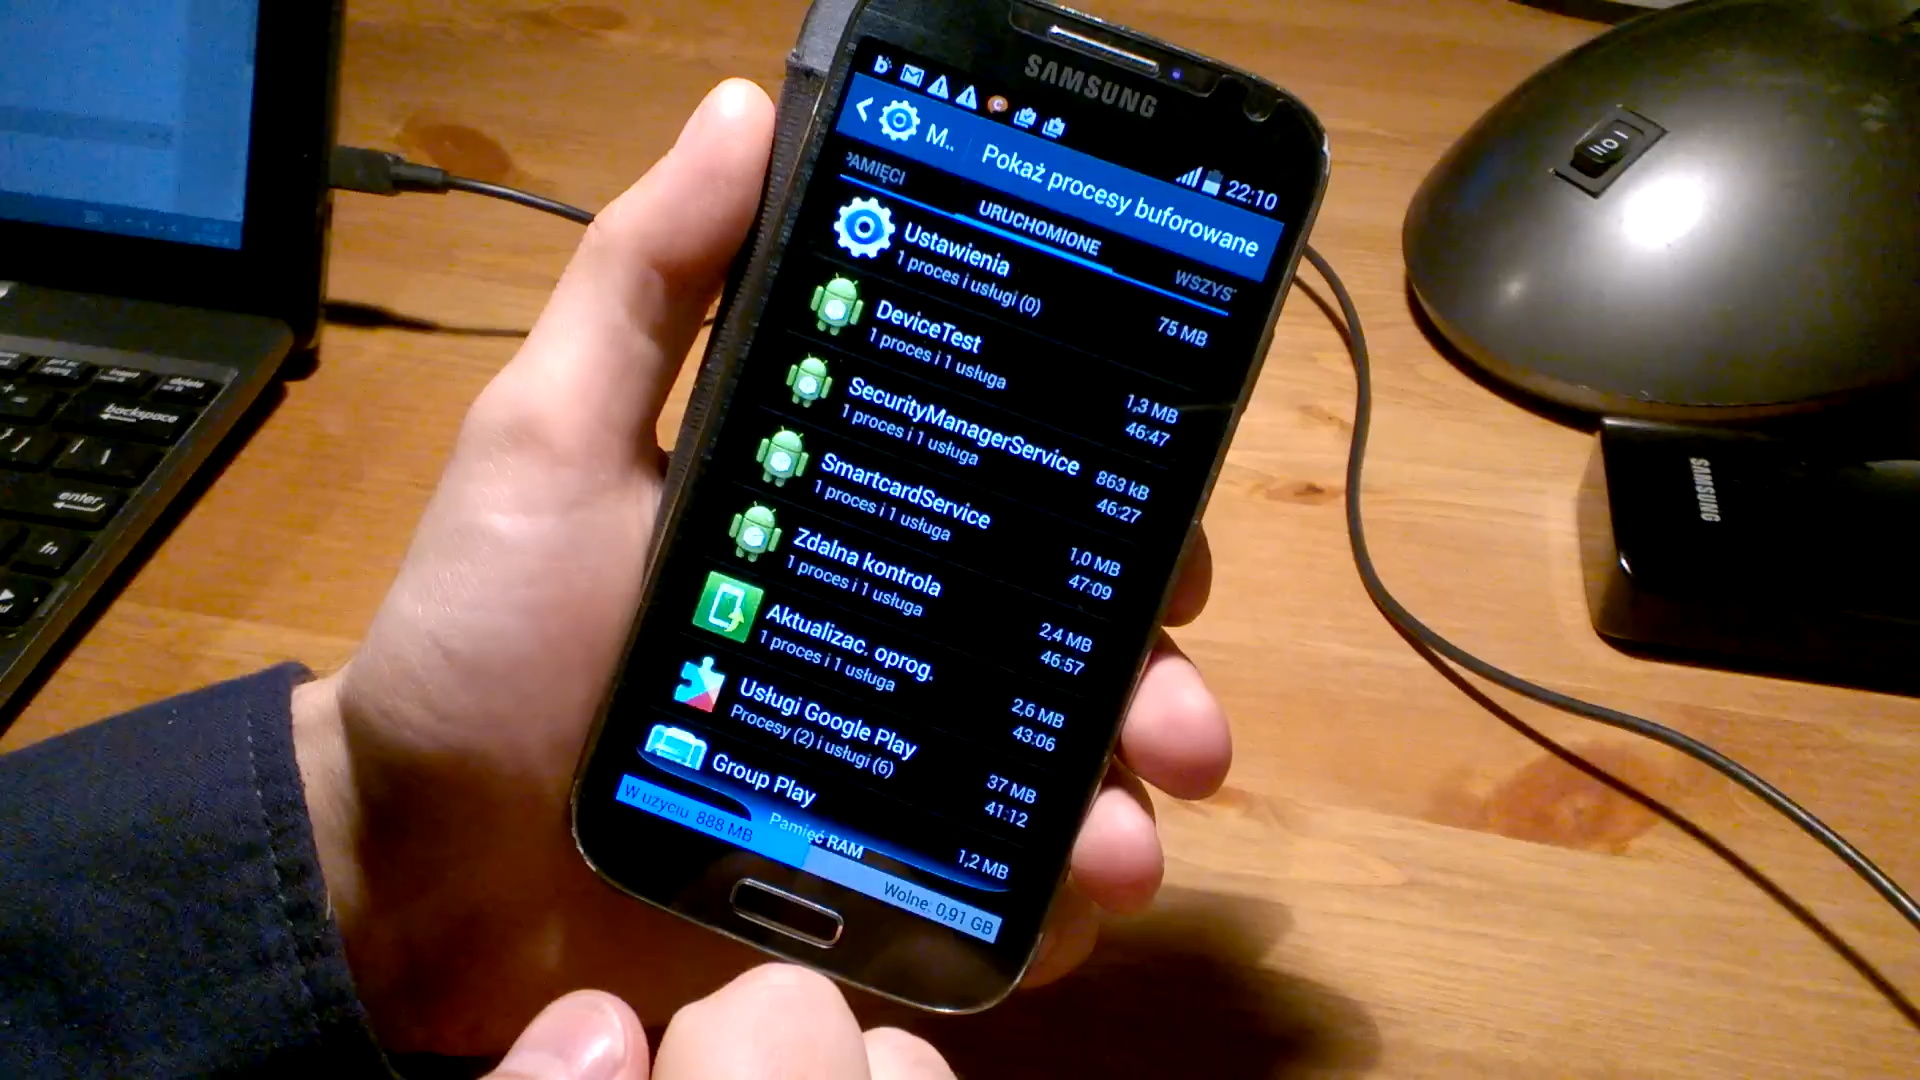 SAMSUNG
22:10
M..
Pokaż procesy buforowane
PAMIĘCI
URUCHOMIONE
WSZYS
Ustawienia
1 proces i usługi (0)
75 MB
DeviceTest
1 proces i 1 usługa
1,3 MB
46:47
SecurityManagerService
1 proces i 1 usługa
863 kB
46:27
SmartcardService
1 proces i 1 usługa
1,0 MB
47:09
Zdalna kontrola
1 proces i 1 usługa
2,4 MB
46:57
Aktualizac. oprog.
1 proces i 1 usługa
2,6 MB
43:06
Usługi Google Play
Procesy (2) i usługi (6)
37 MB
41:12
Group Play
1,2 MB
Pamięć RAM
W użyciu: 888 MB
Wolne: 0,91 GB
SAMSUNG
delete
backspace
enter
fn